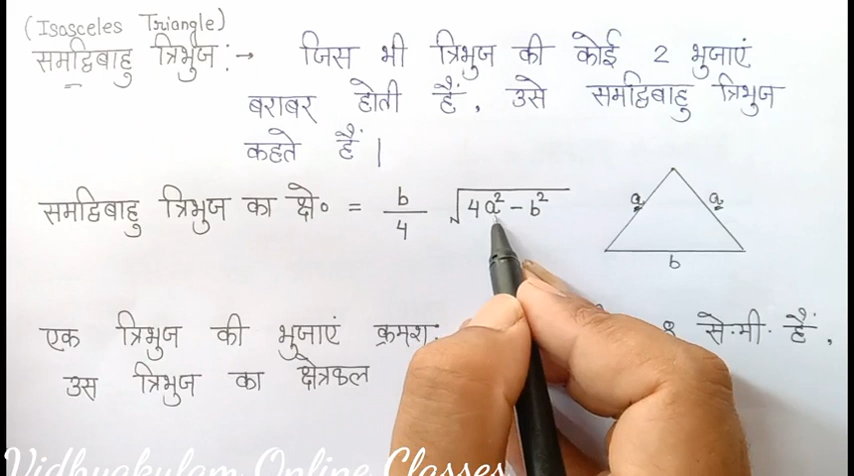 (Isosceles Triangle)
समद्विबाहु त्रिभुज :→ जिस भी त्रिभुज की कोई 2 भुजाएं
बराबर होती हैं, उसे समद्विबाहु त्रिभुज
कहते हैं।
समद्विबाहु त्रिभुज का क्षे० = b/4 √4a²-b²
a a
b
एक त्रिभुज की भुजाएं क्रमशः से.मी. हैं,
उस त्रिभुज का क्षेत्रफल
Vidhyakulam Online Classes